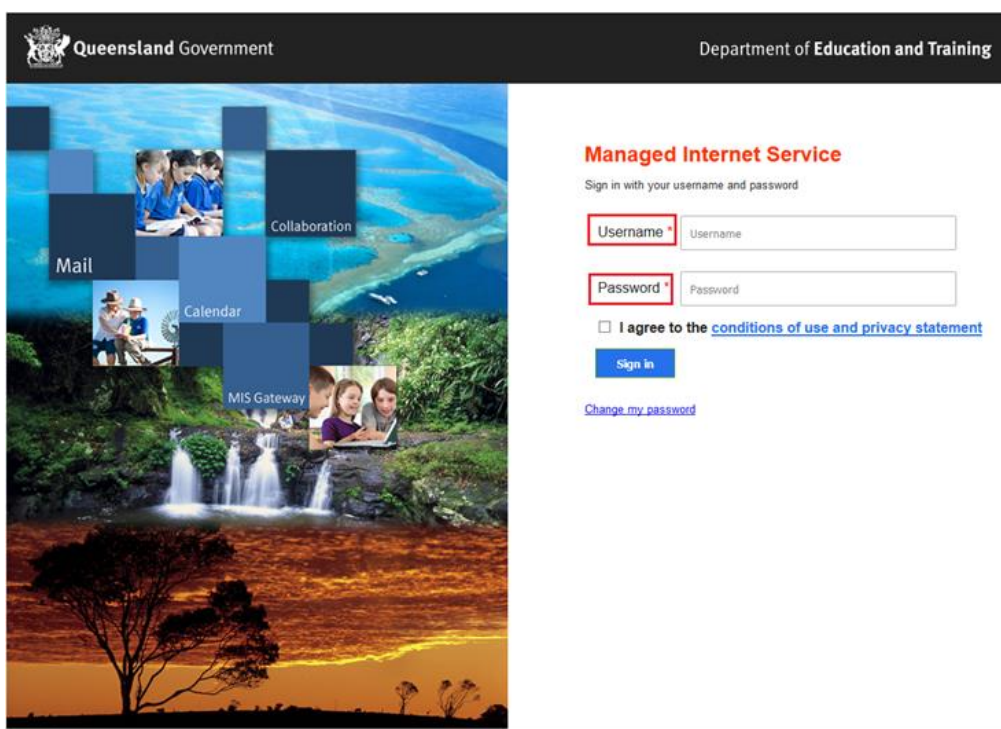 Queensland Government
Department of Education and Training
Collaboration
Mail
Calendar
MIS Gateway
Managed Internet Service
Sign in with your username and password
Username * Username
Password * Password
I agree to the conditions of use and privacy statement
Sign in
Change my password